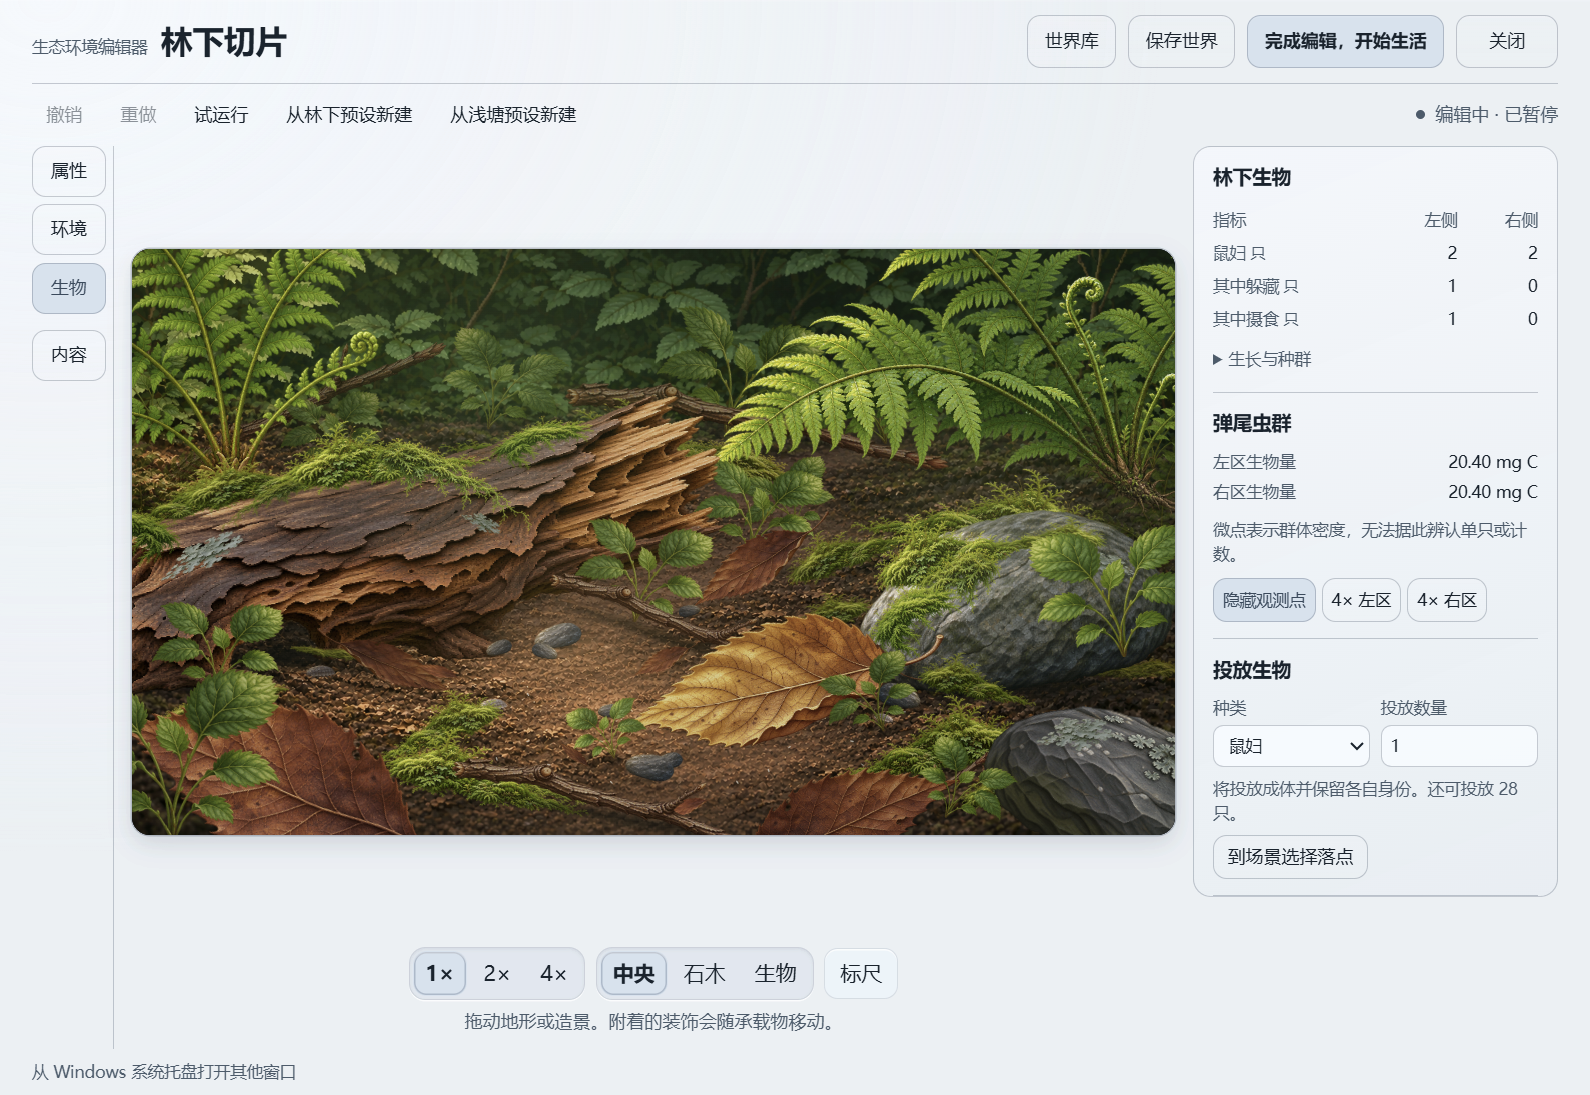 生态环境编辑器 林下切片
世界库 保存世界 完成编辑，开始生活 关闭
撤销 重做 试运行 从林下预设新建 从浅塘预设新建
编辑中 · 已暂停
属性
环境
生物
内容
林下生物
指标 左侧 右侧
鼠妇 只 2 2
其中躲藏 只 1 0
其中摄食 只 1 0
生长与种群
弹尾虫群
左区生物量 20.40 mg C
右区生物量 20.40 mg C
微点表示群体密度，无法据此辨认单只或计
数。
隐藏观测点 4× 左区 4× 右区
投放生物
种类 投放数量
鼠妇 1
将投放成体并保留各自身份。还可投放 28
只。
到场景选择落点
1× 2× 4× 中央 石木 生物 标尺
拖动地形或造景。附着的装饰会随承载物移动。
从 Windows 系统托盘打开其他窗口